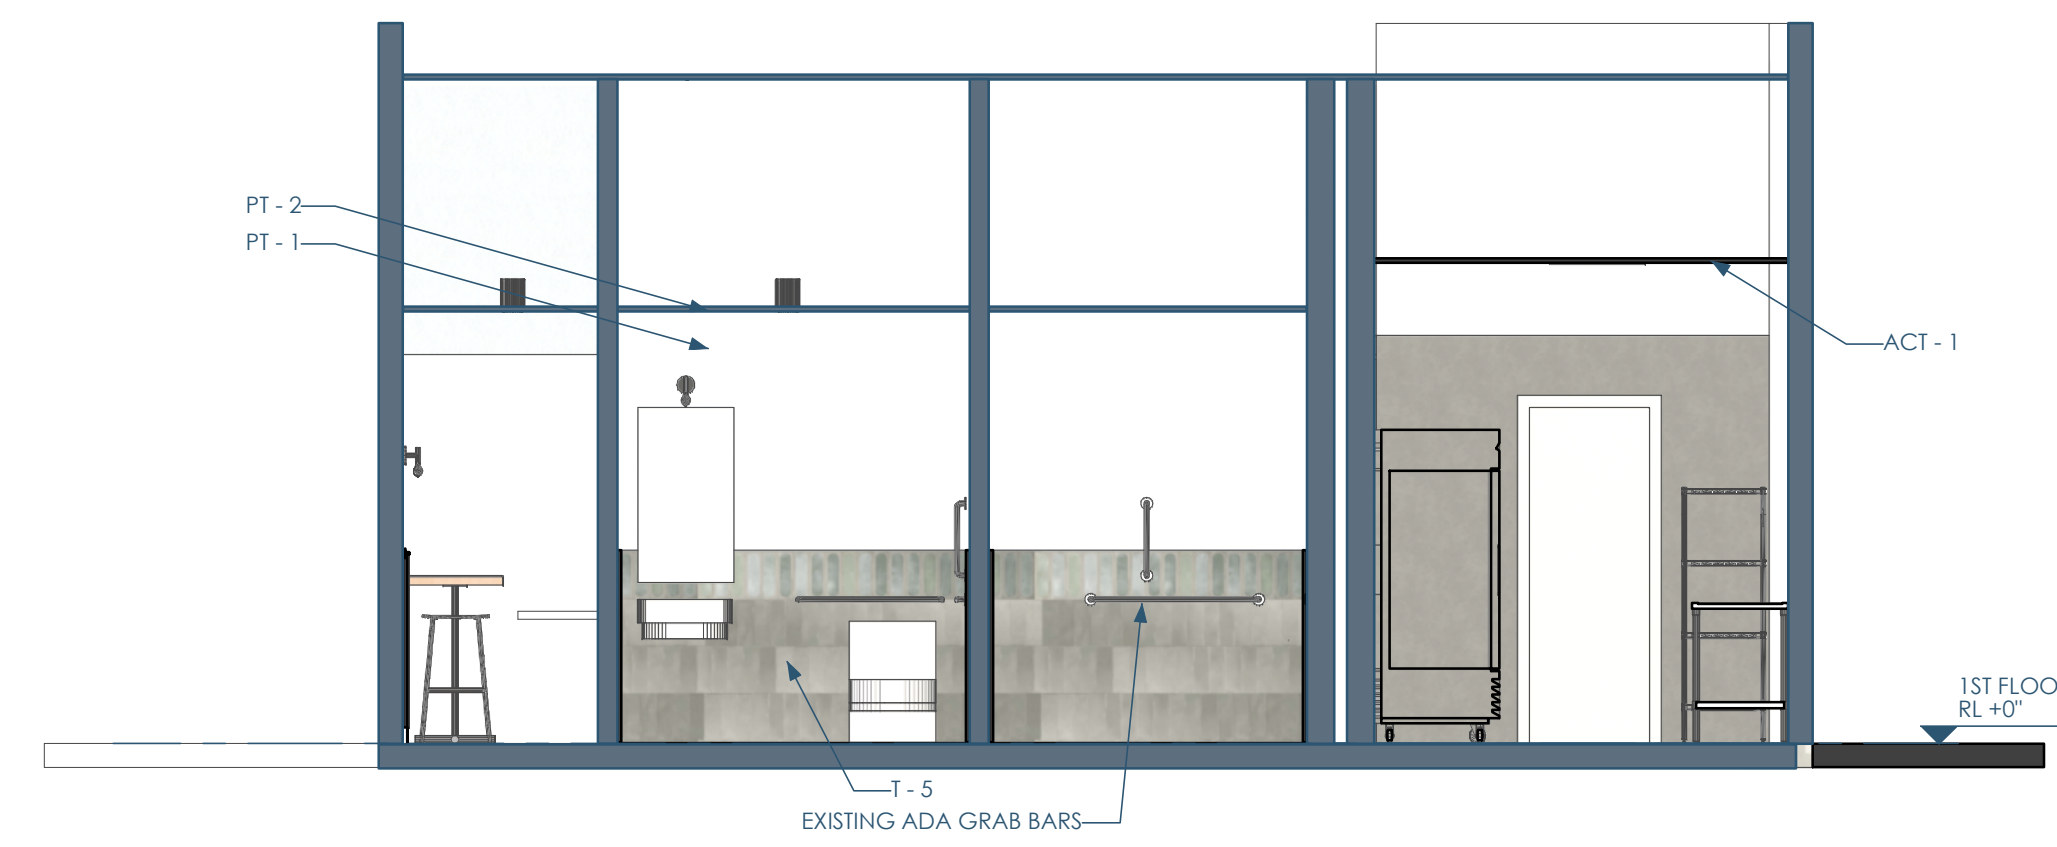 PT - 2
PT - 1
ACT - 1
1ST FLOO
RL +0"
T - 5
EXISTING ADA GRAB BARS